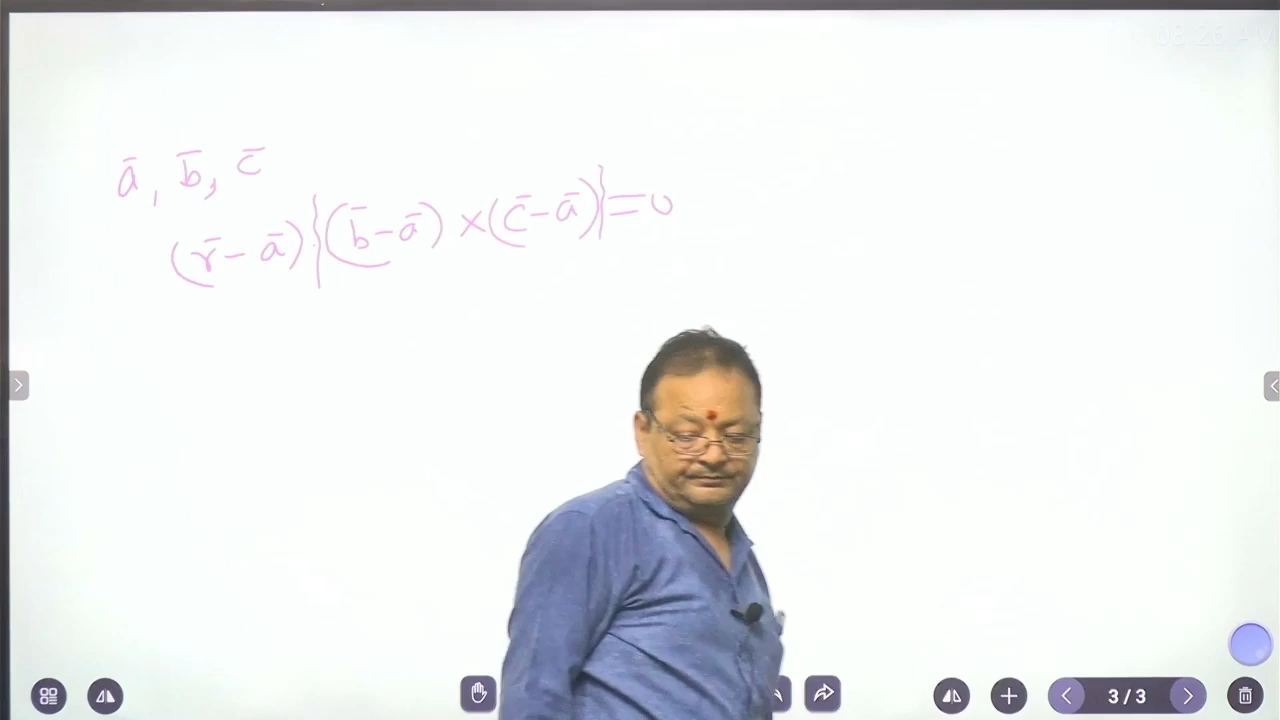 ā, b̄, c̄
(r̄ - ā) · {(b̄ - ā) × (c̄ - ā)} = 0
3 / 3